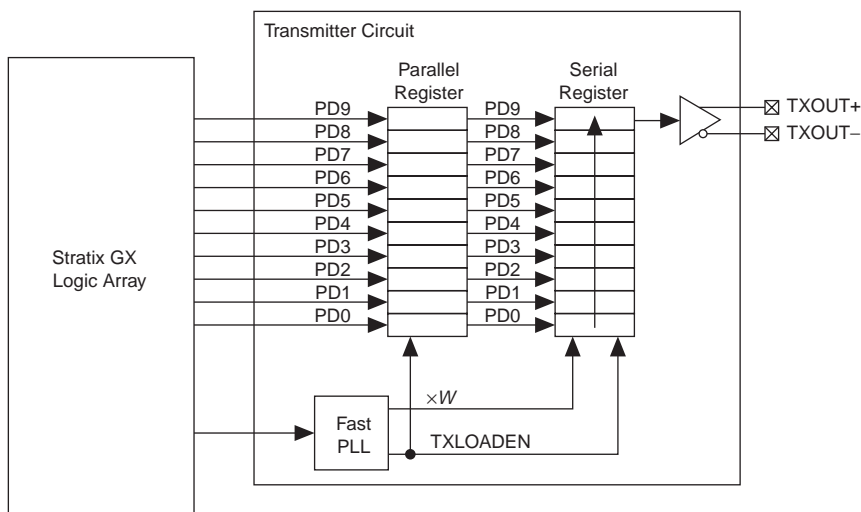 Transmitter Circuit
Parallel
Register
Serial
Register
PD9
PD8
PD7
PD6
PD5
PD4
PD3
PD2
PD1
PD0
PD9
PD8
PD7
PD6
PD5
PD4
PD3
PD2
PD1
PD0
TXOUT+
TXOUT−
Stratix GX
Logic Array
×W
Fast
PLL
TXLOADEN